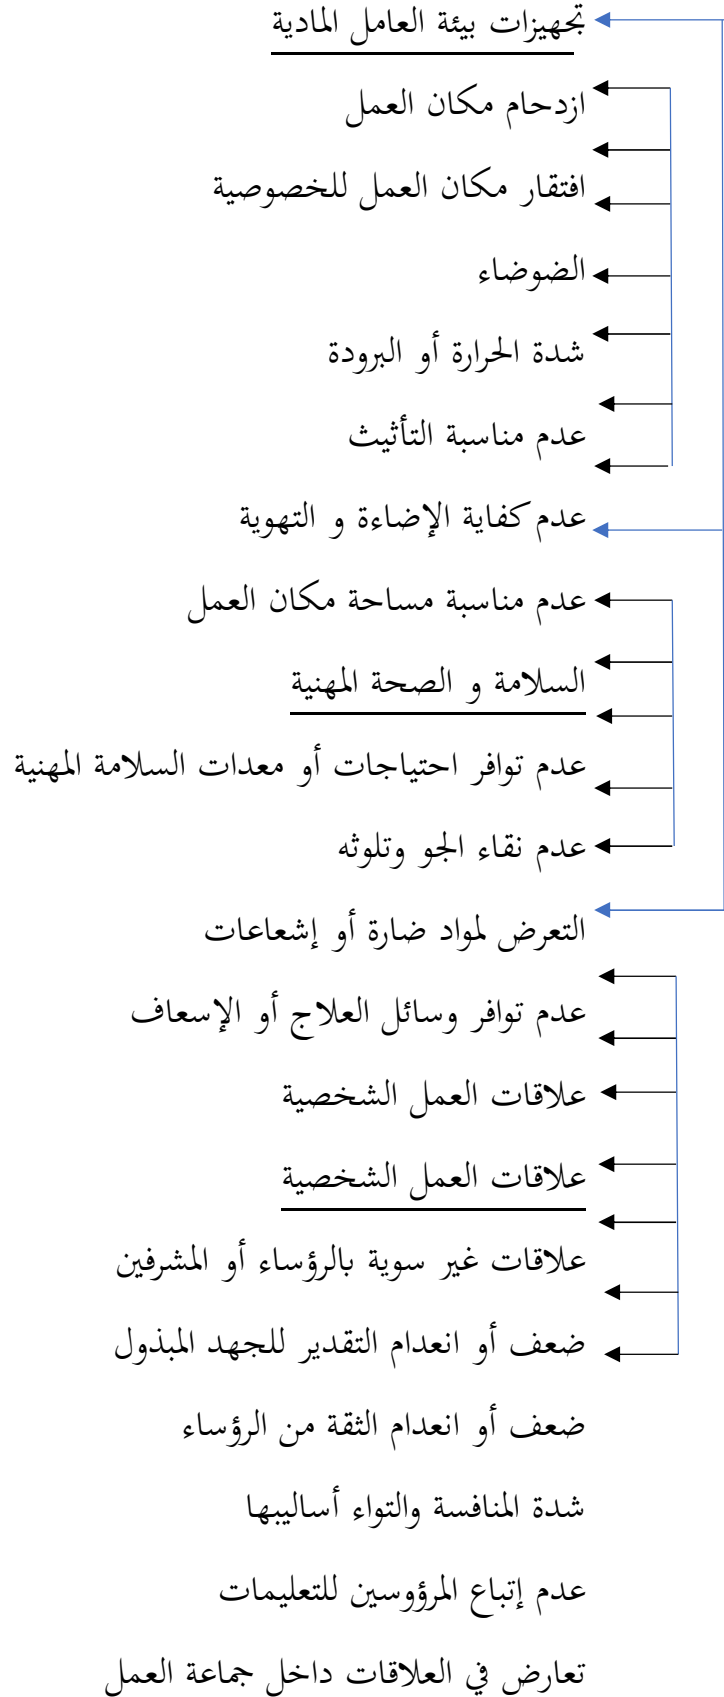 تجهيزات بيئة العامل المادية
ازدحام مكان العمل
افتقار مكان العمل للخصوصية
الضوضاء
شدة الحرارة أو البرودة
عدم مناسبة التأثيث
عدم كفاية الإضاءة و التهوية
عدم مناسبة مساحة مكان العمل
السلامة و الصحة المهنية
عدم توافر احتياجات أو معدات السلامة المهنية
عدم نقاء الجو وتلوثه
التعرض لمواد ضارة أو إشعاعات
عدم توافر وسائل العلاج أو الإسعاف
علاقات العمل الشخصية
علاقات العمل الشخصية
علاقات غير سوية بالرؤساء أو المشرفين
ضعف أو انعدام التقدير للجهد المبذول
ضعف أو انعدام الثقة من الرؤساء
شدة المنافسة والتواء أساليبها
عدم إتباع المرؤوسين للتعليمات
تعارض في العلاقات داخل جماعة العمل